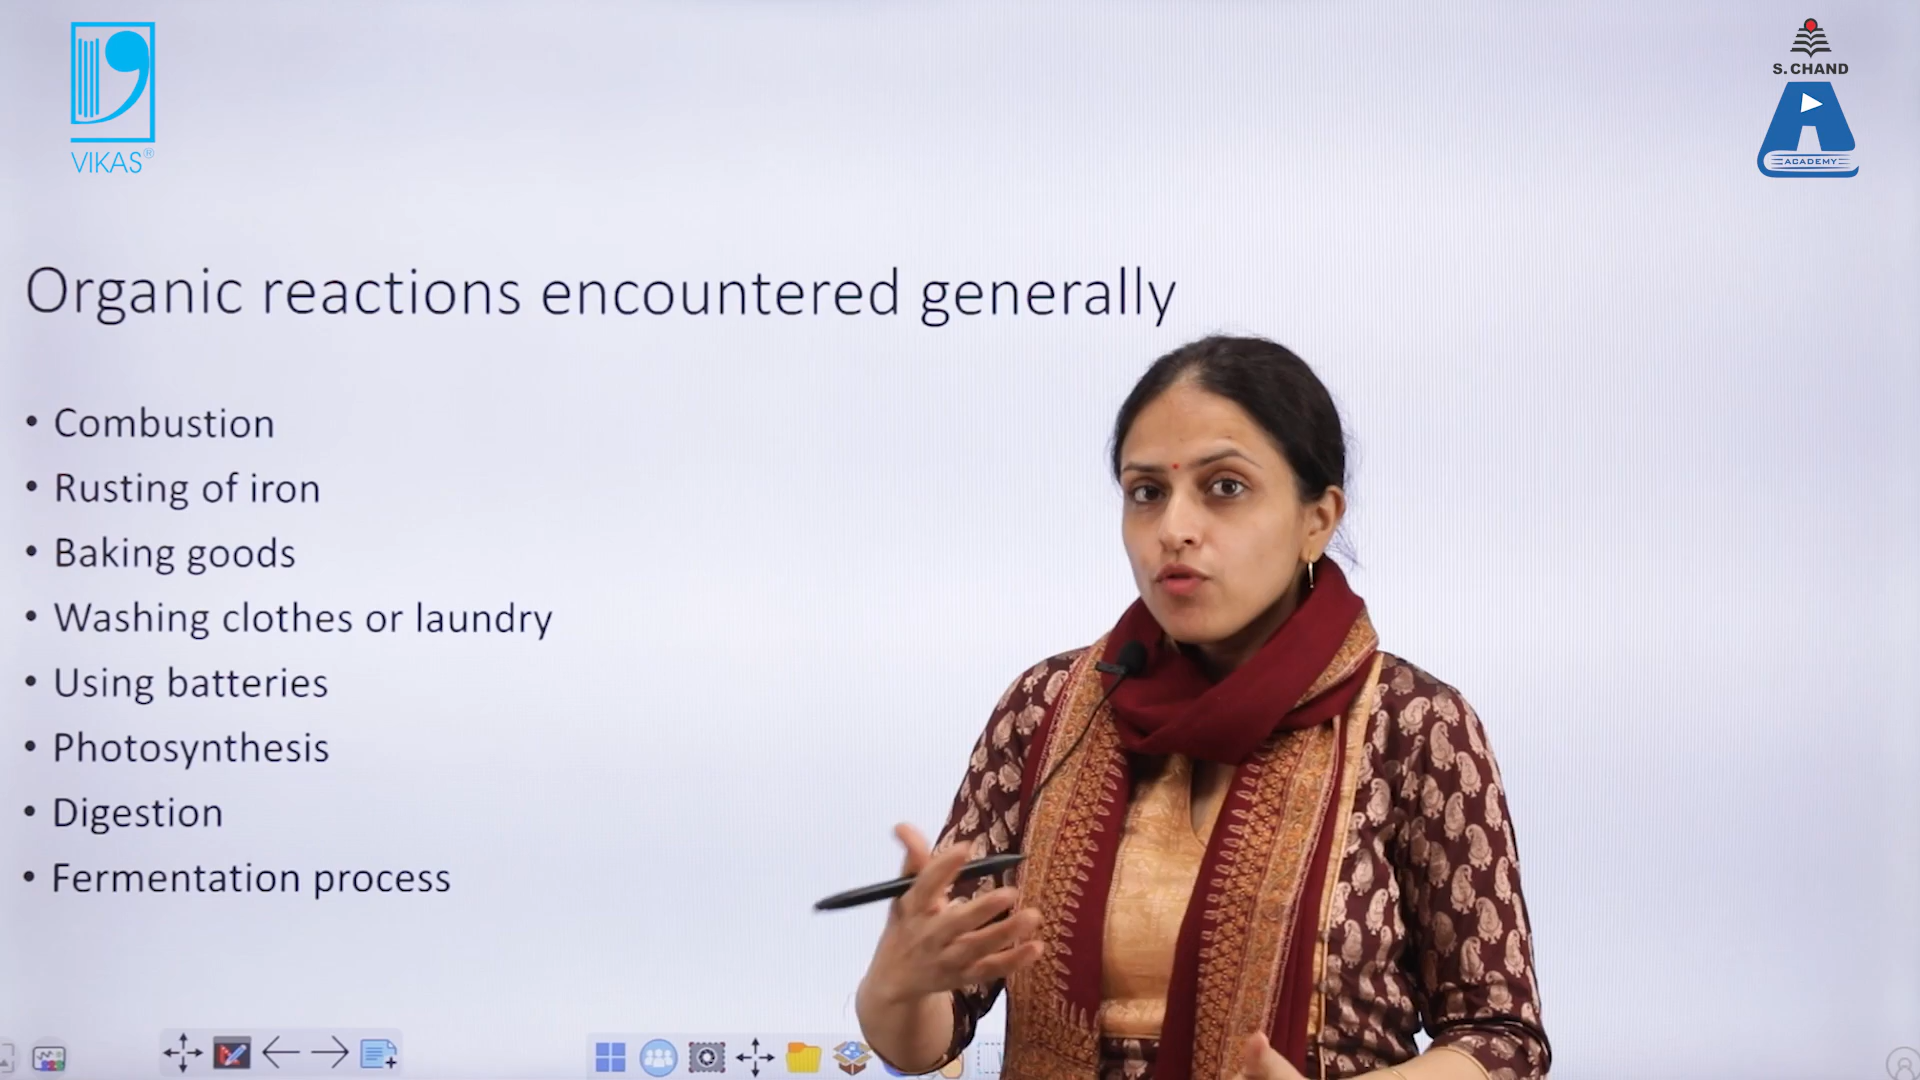 VIKAS®
S. CHAND
ACADEMY
Organic reactions encountered generally
• Combustion
• Rusting of iron
• Baking goods
• Washing clothes or laundry
• Using batteries
• Photosynthesis
• Digestion
• Fermentation process